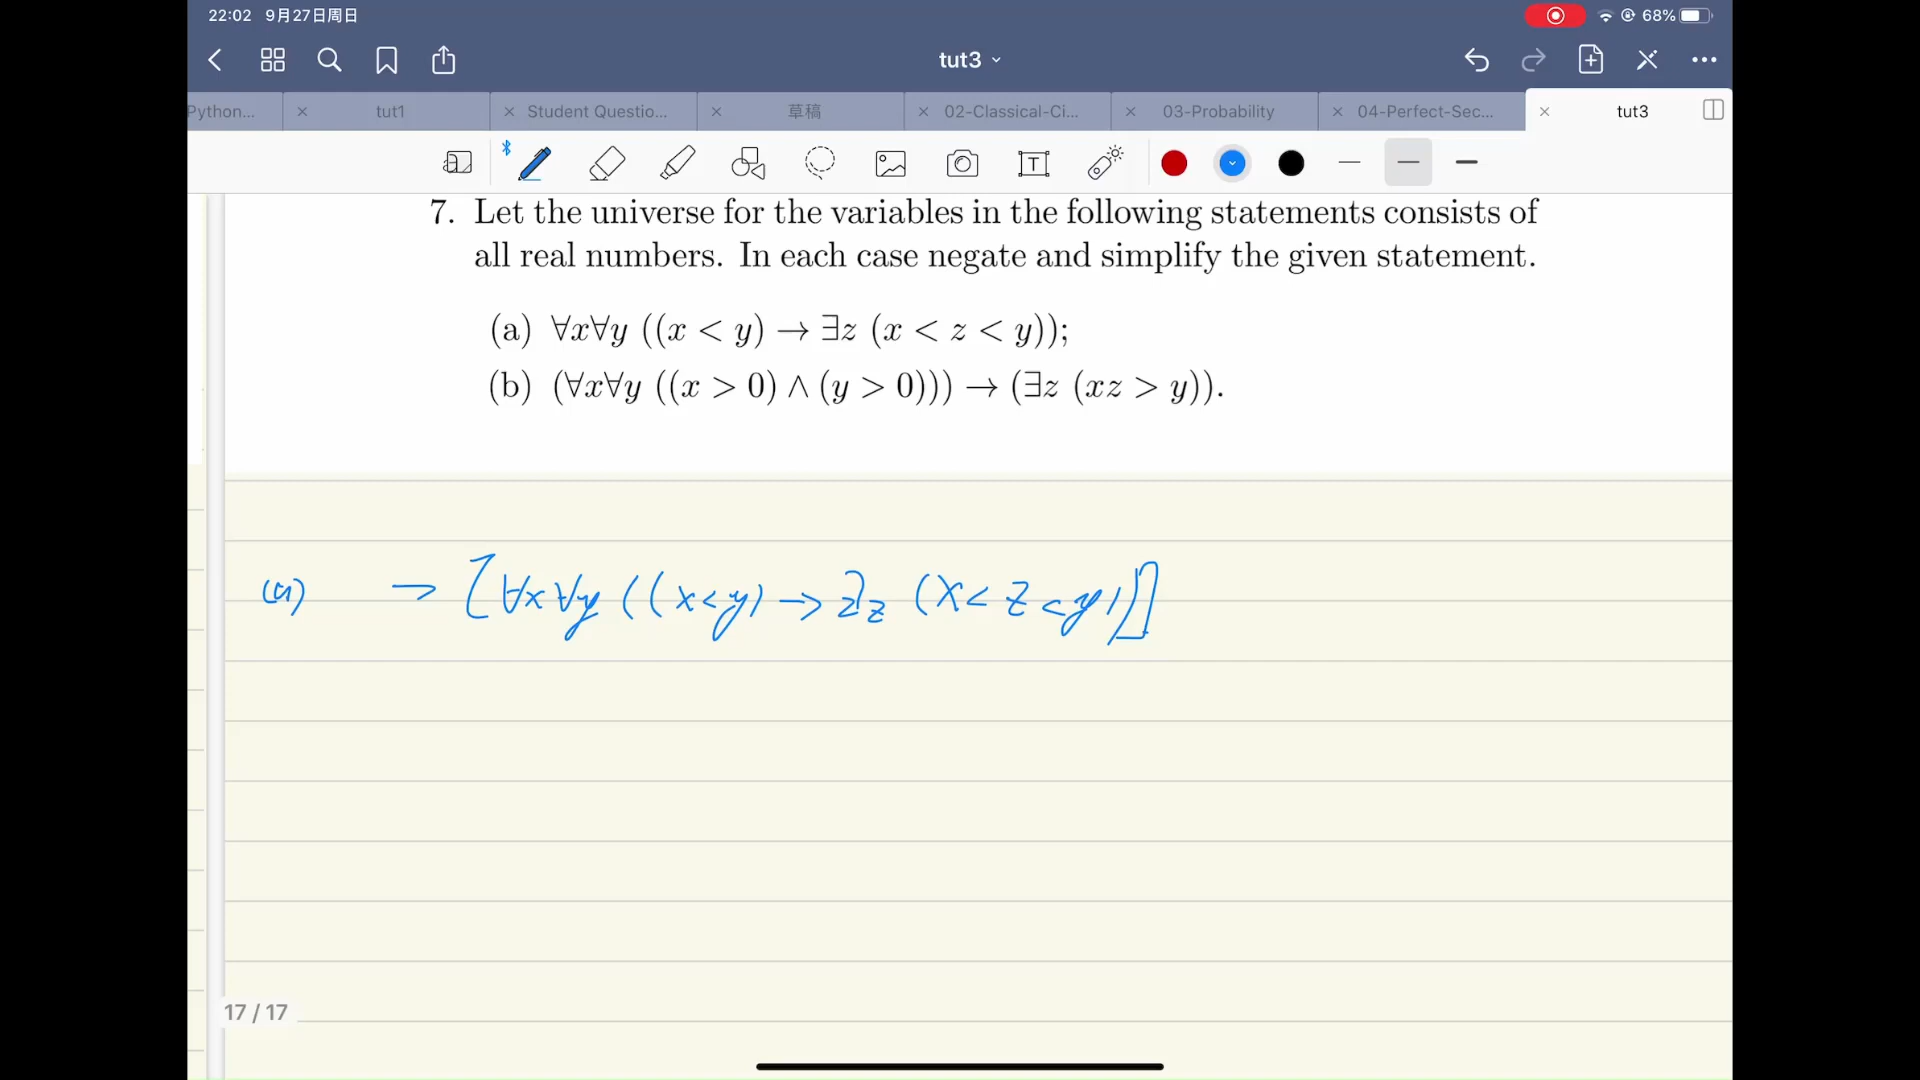 22:02 9月27日周日 68%
tut3
Python... tut1 Student Questio... 草稿 02-Classical-Ci... 03-Probability 04-Perfect-Sec... tut3
7. Let the universe for the variables in the following statements consists of
all real numbers. In each case negate and simplify the given statement.
(a) ∀x∀y ((x < y) → ∃z (x < z < y));
(b) (∀x∀y ((x > 0) ∧ (y > 0))) → (∃z (xz > y)).
(a) ¬ [∀x ∀y ((x<y) → ∃z (x < z < y))]
17 / 17